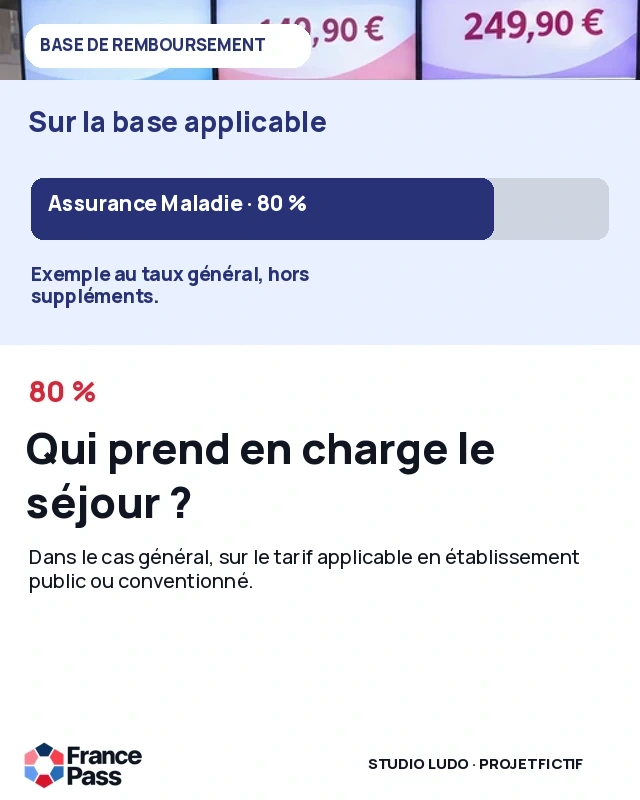 249,90 €
,90 €
BASE DE REMBOURSEMENT
Sur la base applicable
Assurance Maladie · 80 %
Exemple au taux général, hors
suppléments.
80 %
Qui prend en charge le
séjour ?
Dans le cas général, sur le tarif applicable en établissement
public ou conventionné.
France
Pass
STUDIO LUDO · PROJET FICTIF